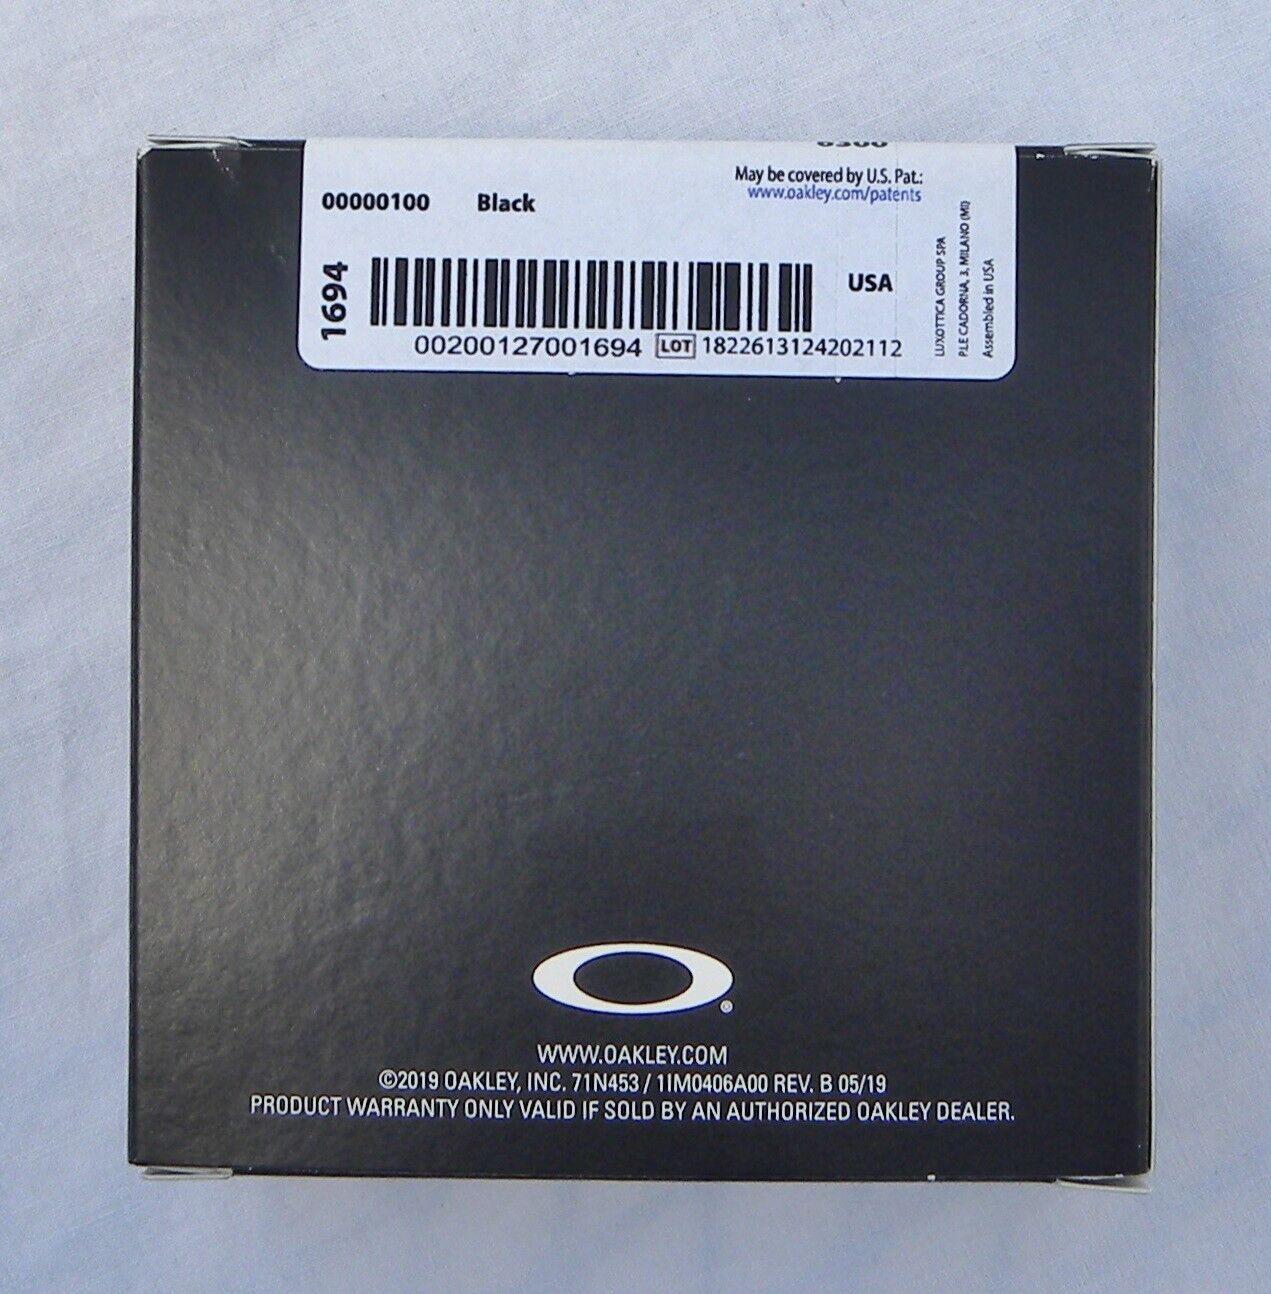 May be covered by U.S. Pat.:
www.oakley.com/patents
00000100 Black
1694
USA
00200127001694 LOT 1822613124202112
LUXOTTICA GROUP SPA
P.LE CADORNA, 3, MILANO (MI)
Assembled in USA
®
WWW.OAKLEY.COM
©2019 OAKLEY, INC. 71N453 / 1IM0406A00 REV. B 05/19
PRODUCT WARRANTY ONLY VALID IF SOLD BY AN AUTHORIZED OAKLEY DEALER.